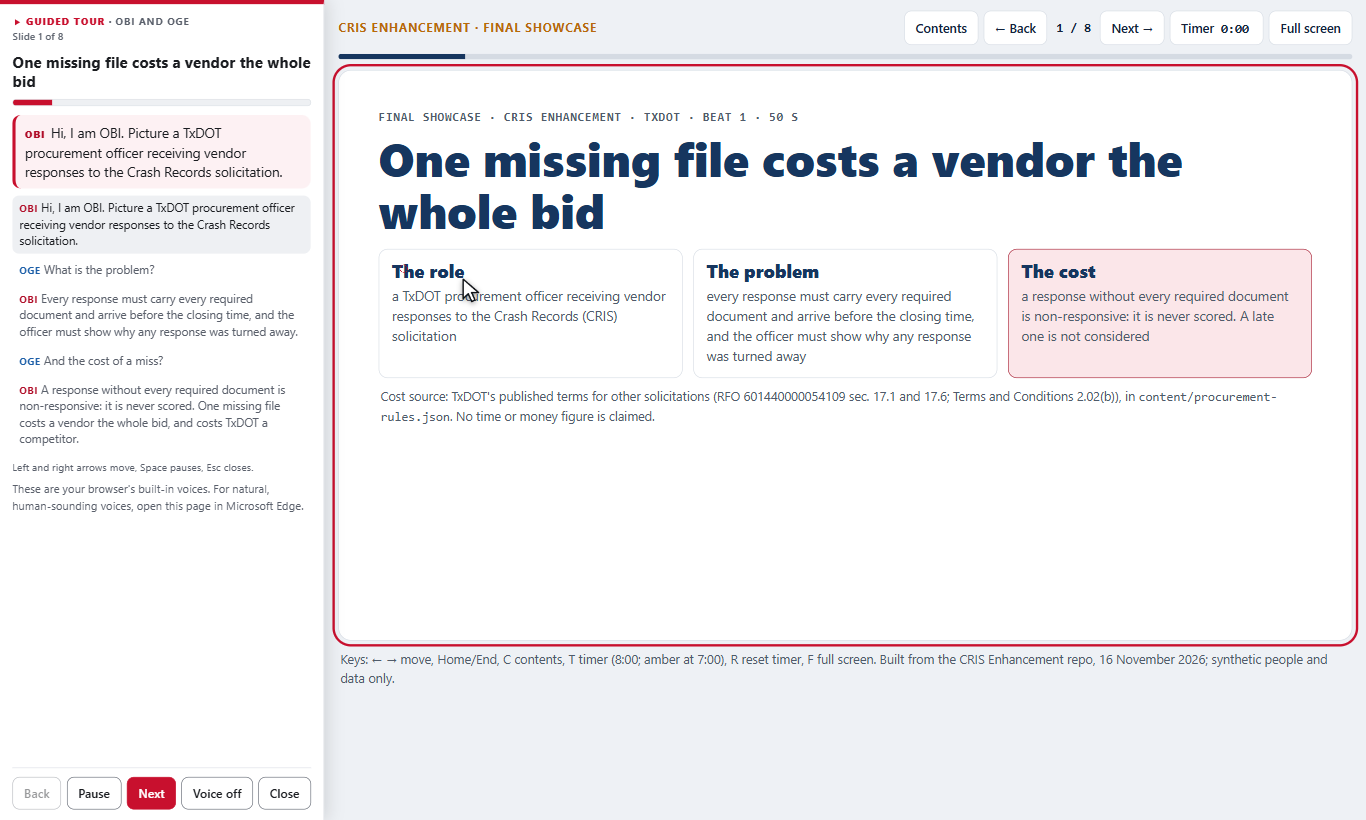 ▸ GUIDED TOUR · OBI AND OGE
Slide 1 of 8
One missing file costs a vendor the whole
bid
OBI Hi, I am OBI. Picture a TxDOT
procurement officer receiving vendor
responses to the Crash Records solicitation.
OBI Hi, I am OBI. Picture a TxDOT procurement officer
receiving vendor responses to the Crash Records
solicitation.
OGE What is the problem?
OBI Every response must carry every required
document and arrive before the closing time, and the
officer must show why any response was turned away.
OGE And the cost of a miss?
OBI A response without every required document is
non-responsive: it is never scored. One missing file
costs a vendor the whole bid, and costs TxDOT a
competitor.
Left and right arrows move, Space pauses, Esc closes.
These are your browser's built-in voices. For natural,
human-sounding voices, open this page in Microsoft Edge.
Back
Pause
Next
Voice off
Close
CRIS ENHANCEMENT · FINAL SHOWCASE
Contents
← Back
1 / 8
Next →
Timer 0:00
Full screen
FINAL SHOWCASE · CRIS ENHANCEMENT · TXDOT · BEAT 1 · 50 S
One missing file costs a vendor the
whole bid
The role
a TxDOT procurement officer receiving vendor
responses to the Crash Records (CRIS)
solicitation
The problem
every response must carry every required
document and arrive before the closing time,
and the officer must show why any response
was turned away
The cost
a response without every required document
is non-responsive: it is never scored. A late
one is not considered
Cost source: TxDOT's published terms for other solicitations (RFO 601440000054109 sec. 17.1 and 17.6; Terms and Conditions 2.02(b)), in content/procurement-
rules.json. No time or money figure is claimed.
Keys: ← → move, Home/End, C contents, T timer (8:00; amber at 7:00), R reset timer, F full screen. Built from the CRIS Enhancement repo, 16 November 2026; synthetic people and
data only.